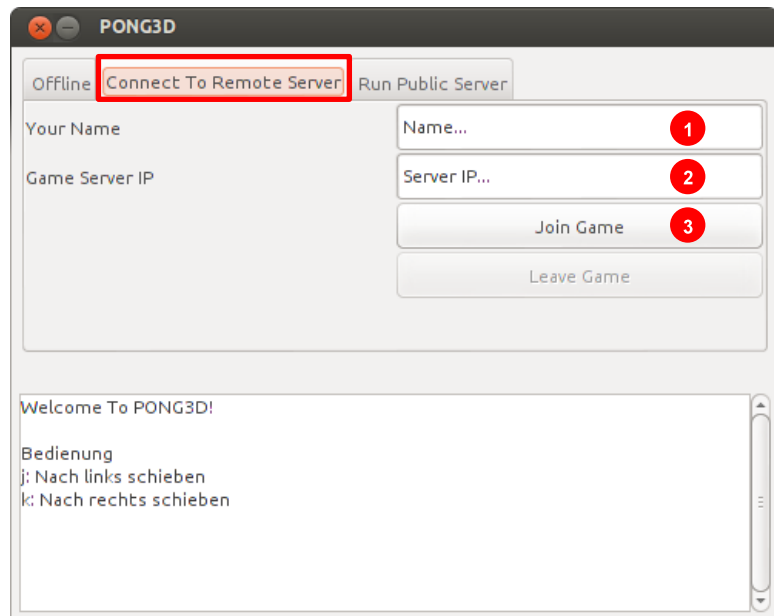 PONG3D
Offline Connect To Remote Server Run Public Server
Your Name Name... 1
Game Server IP Server IP... 2
Join Game 3
Leave Game
Welcome To PONG3D!
Bedienung
j: Nach links schieben
k: Nach rechts schieben